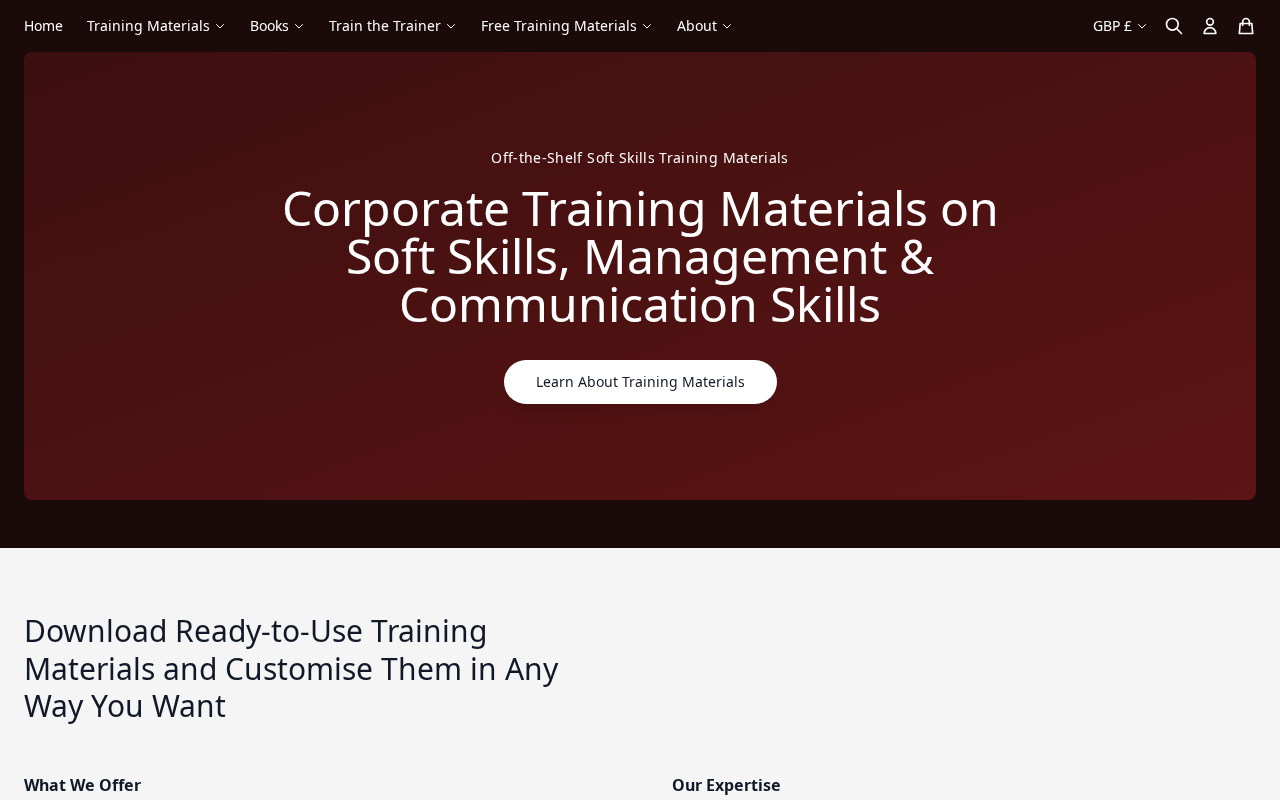 Home Training Materials Books Train the Trainer Free Training Materials About GBP £
Off-the-Shelf Soft Skills Training Materials
Corporate Training Materials on
Soft Skills, Management &
Communication Skills
Learn About Training Materials
Download Ready-to-Use Training
Materials and Customise Them in Any
Way You Want
What We Offer
Our Expertise